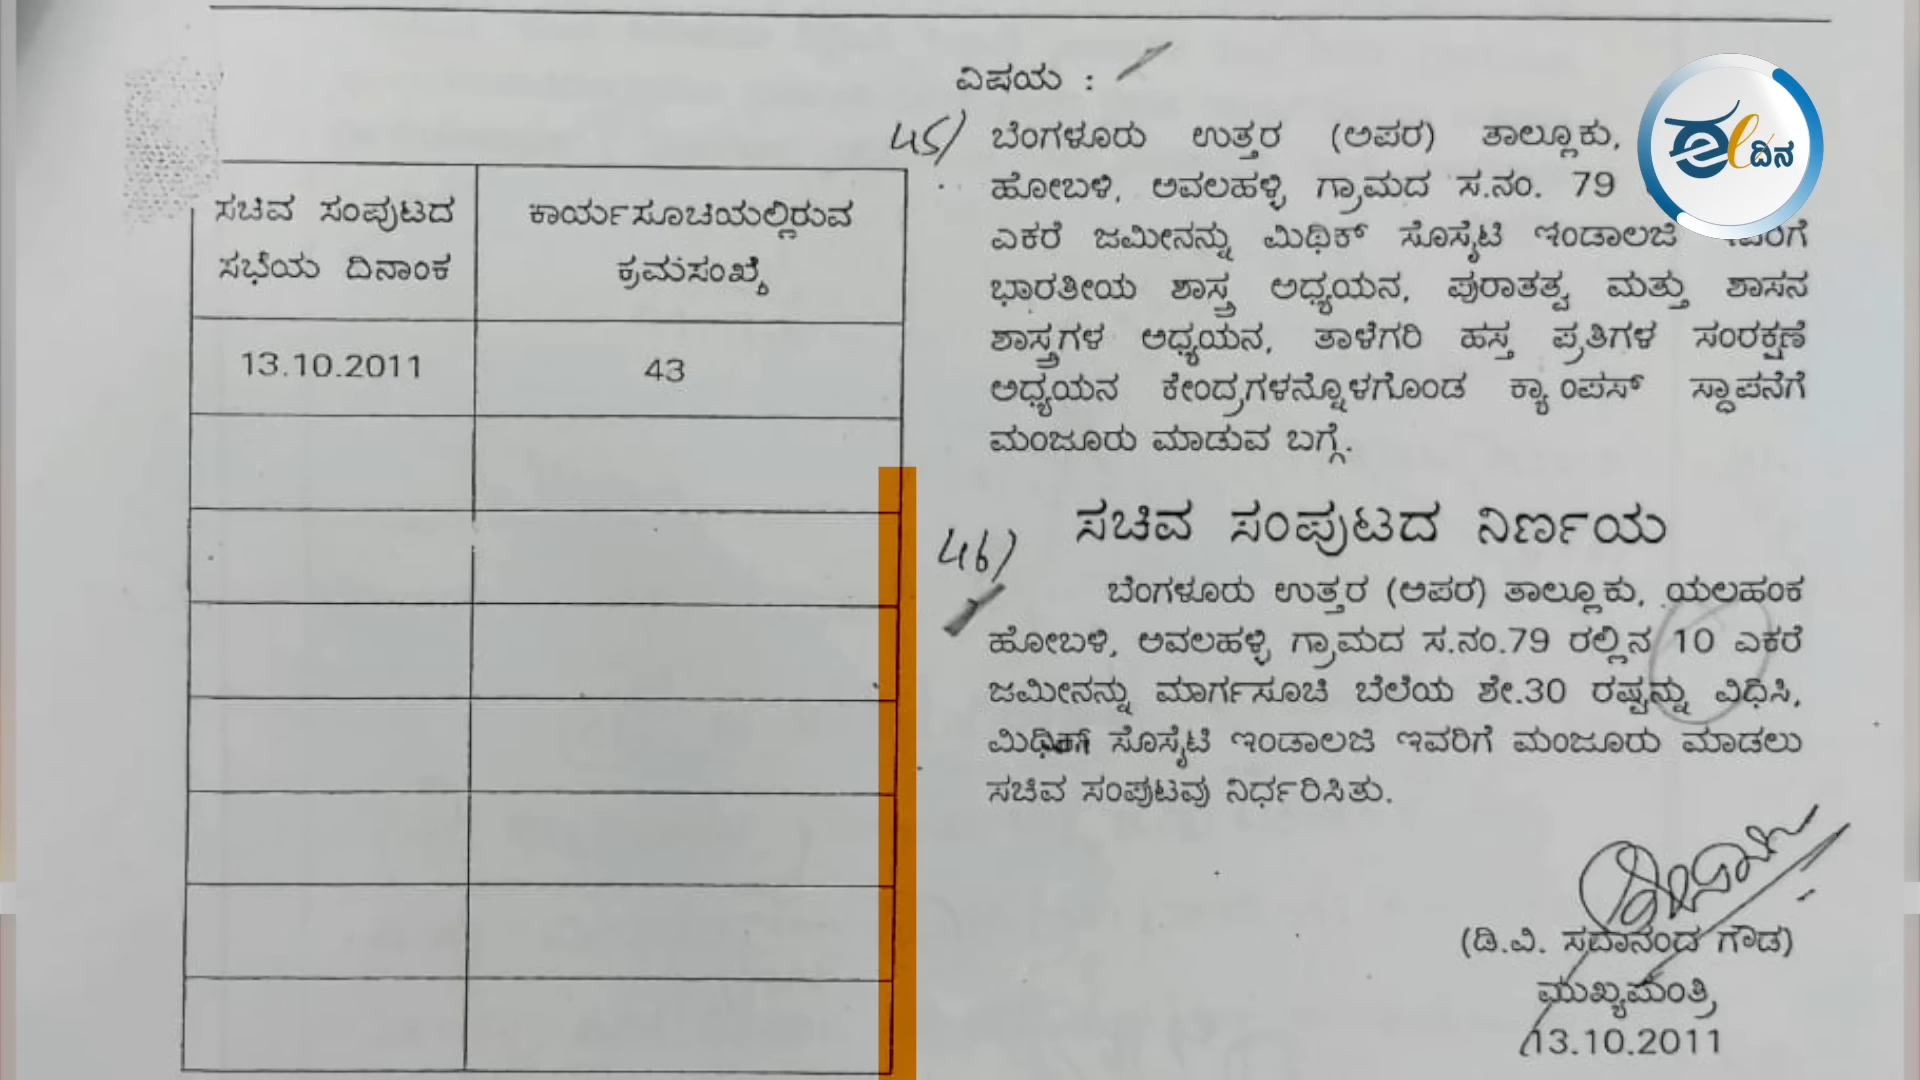 ಸಚಿವ ಸಂಪುಟದ
ಸಭೆಯ ದಿನಾಂಕ
ಕಾರ್ಯಸೂಚಿಯಲ್ಲಿರುವ
ಕ್ರಮಸಂಖ್ಯೆ
13.10.2011
43
ವಿಷಯ :
45) ಬೆಂಗಳೂರು ಉತ್ತರ (ಅಪರ) ತಾಲ್ಲೂಕು,
ಹೋಬಳಿ, ಅವಲಹಳ್ಳಿ ಗ್ರಾಮದ ಸ.ನಂ. 79
ಎಕರೆ ಜಮೀನನ್ನು ಮಿಥಿಕ್ ಸೊಸೈಟಿ ಇಂಡಾಲಜಿ ಇವರಿಗೆ
ಭಾರತೀಯ ಶಾಸ್ತ್ರ ಅಧ್ಯಯನ, ಪುರಾತತ್ವ ಮತ್ತು ಶಾಸನ
ಶಾಸ್ತ್ರಗಳ ಅಧ್ಯಯನ, ತಾಳೆಗರಿ ಹಸ್ತ ಪ್ರತಿಗಳ ಸಂರಕ್ಷಣೆ
ಅಧ್ಯಯನ ಕೇಂದ್ರಗಳನ್ನೊಳಗೊಂಡ ಕ್ಯಾಂಪಸ್ ಸ್ಥಾಪನೆಗೆ
ಮಂಜೂರು ಮಾಡುವ ಬಗ್ಗೆ.
46) ಸಚಿವ ಸಂಪುಟದ ನಿರ್ಣಯ
ಬೆಂಗಳೂರು ಉತ್ತರ (ಅಪರ) ತಾಲ್ಲೂಕು, ಯಲಹಂಕ
ಹೋಬಳಿ, ಅವಲಹಳ್ಳಿ ಗ್ರಾಮದ ಸ.ನಂ.79 ರಲ್ಲಿನ 10 ಎಕರೆ
ಜಮೀನನ್ನು ಮಾರ್ಗಸೂಚಿ ಬೆಲೆಯ ಶೇ.30 ರಷ್ಟನ್ನು ವಿಧಿಸಿ,
ಮಿಥಿಕ್ ಸೊಸೈಟಿ ಇಂಡಾಲಜಿ ಇವರಿಗೆ ಮಂಜೂರು ಮಾಡಲು
ಸಚಿವ ಸಂಪುಟವು ನಿರ್ಧರಿಸಿತು.
(ಡಿ.ವಿ. ಸದಾನಂದ ಗೌಡ)
ಮುಖ್ಯಮಂತ್ರಿ
13.10.2011
ಈ ದಿನ